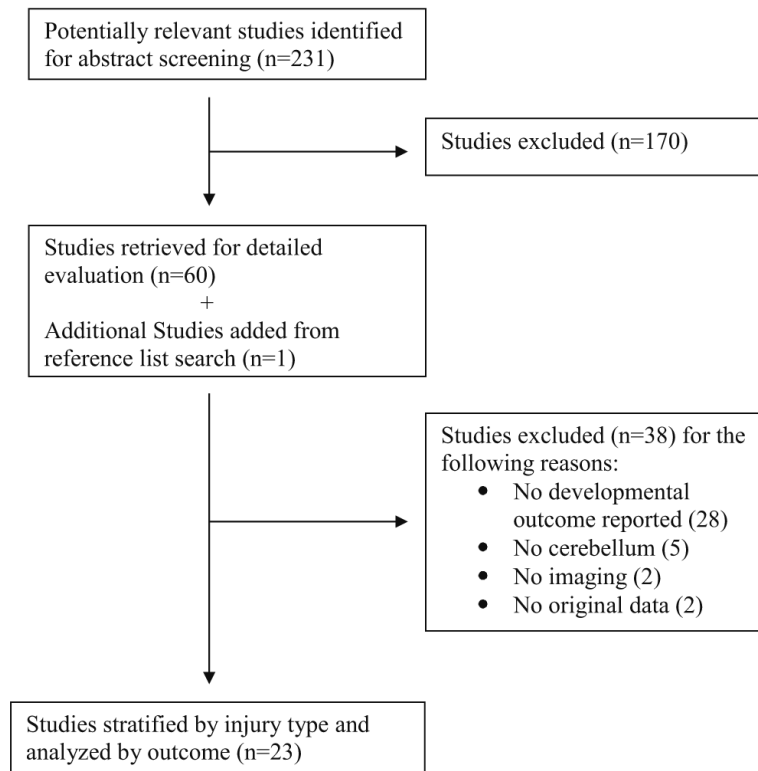 Potentially relevant studies identified
for abstract screening (n=231)
Studies excluded (n=170)
Studies retrieved for detailed
evaluation (n=60)
+
Additional Studies added from
reference list search (n=1)
Studies excluded (n=38) for the
following reasons:
• No developmental
outcome reported (28)
• No cerebellum (5)
• No imaging (2)
• No original data (2)
Studies stratified by injury type and
analyzed by outcome (n=23)